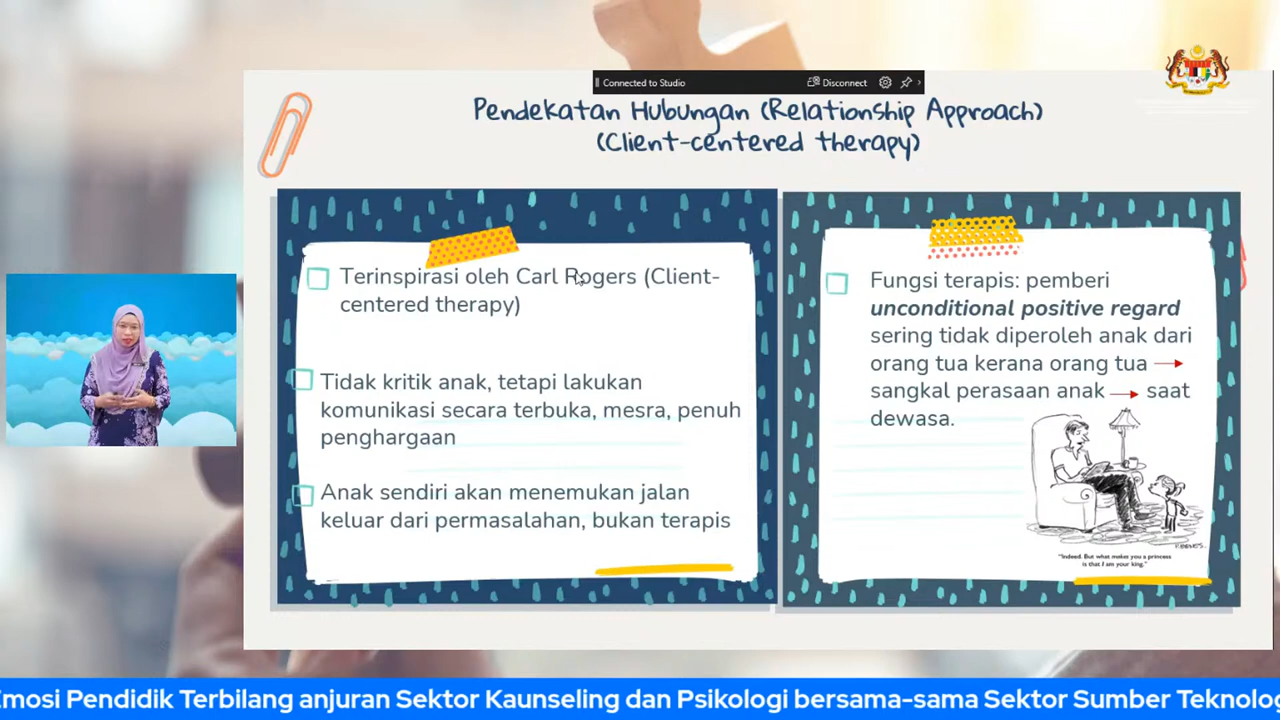 Connected to Studio
Disconnect
Pendekatan Hubungan (Relationship Approach)
(Client-centered therapy)
Terinspirasi oleh Carl Rogers (Client-
centered therapy)
Tidak kritik anak, tetapi lakukan
komunikasi secara terbuka, mesra, penuh
penghargaan
Anak sendiri akan menemukan jalan
keluar dari permasalahan, bukan terapis
Fungsi terapis: pemberi
unconditional positive regard
sering tidak diperoleh anak dari
orang tua kerana orang tua →
sangkal perasaan anak → saat
dewasa.
"Indeed. But what makes you a princess
is that I am your king."
Emosi Pendidik Terbilang anjuran Sektor Kaunseling dan Psikologi bersama-sama Sektor Sumber Teknolog